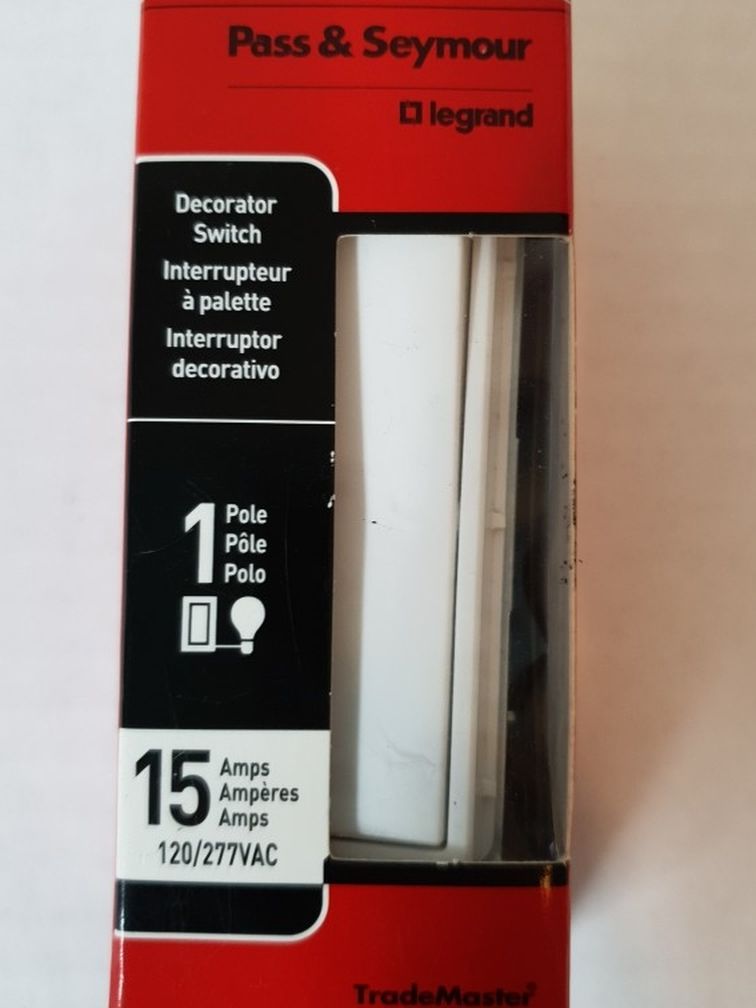 Pass & Seymour
legrand
Decorator
Switch
Interrupteur
à palette
Interruptor
decorativo
1 Pole
Pôle
Polo
15 Amps
Ampères
Amps
120/277VAC
TradeMaster®